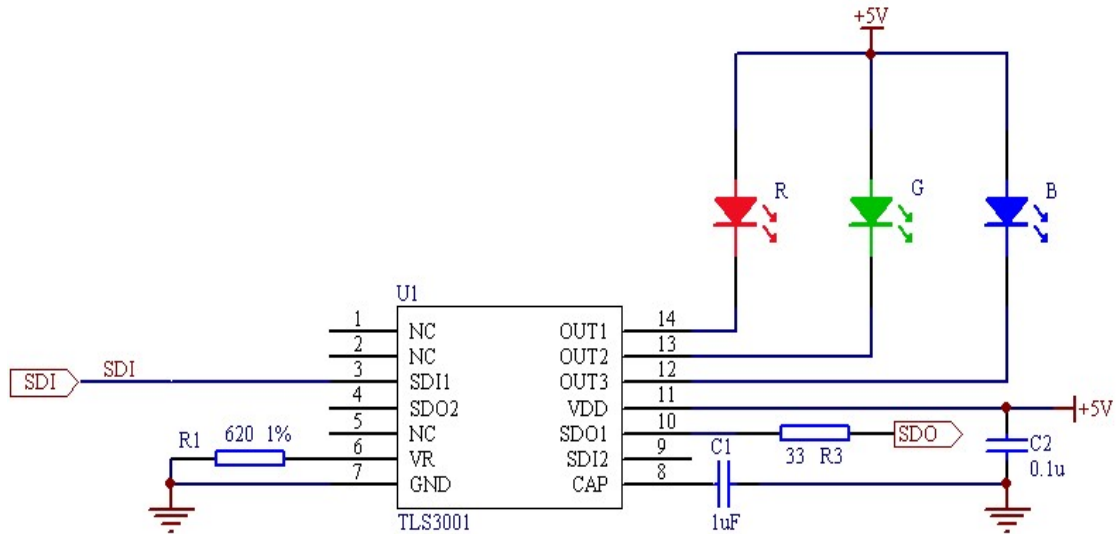 +5V
R
G
B
U1
1 NC OUT1 14
2 NC OUT2 13
SDI SDI 3 SDI1 OUT3 12
4 SDO2 VDD 11 +5V
5 NC SDO1 10 SDO
R1 620 1% 6 VR SDI2 9 C1 33 R3 C2
0.1u
7 GND CAP 8
TLS3001 1uF